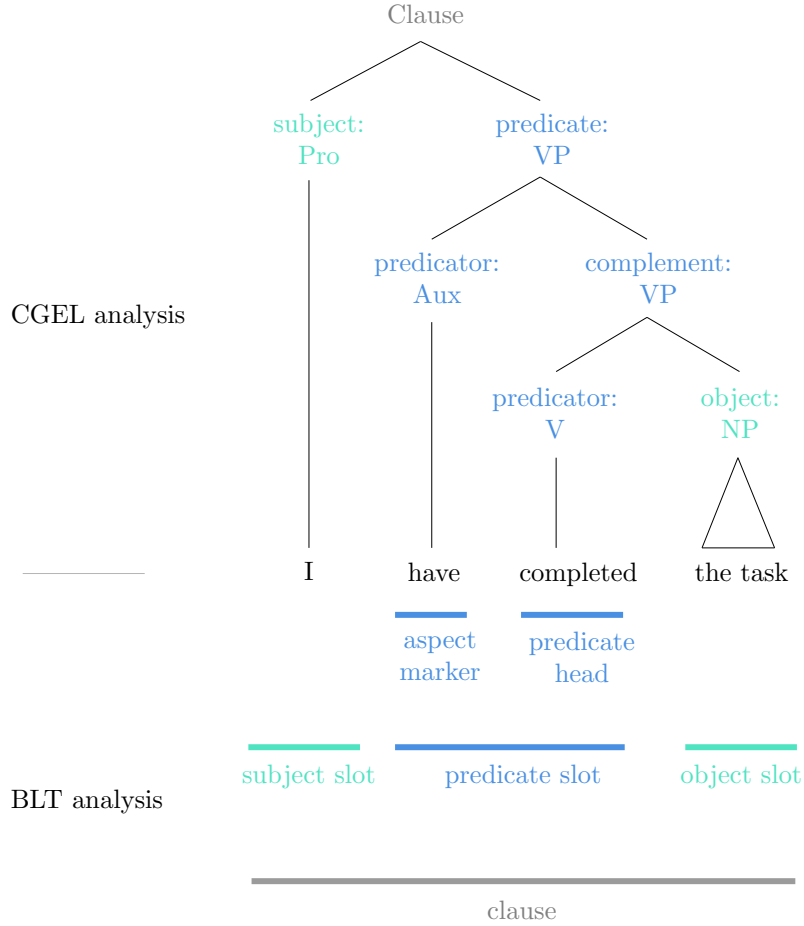 Clause
subject:
Pro
predicate:
VP
predicator:
Aux
complement:
VP
CGEL analysis
predicator:
V
object:
NP
I have completed the task
aspect
marker
predicate
head
subject slot predicate slot object slot
BLT analysis
clause